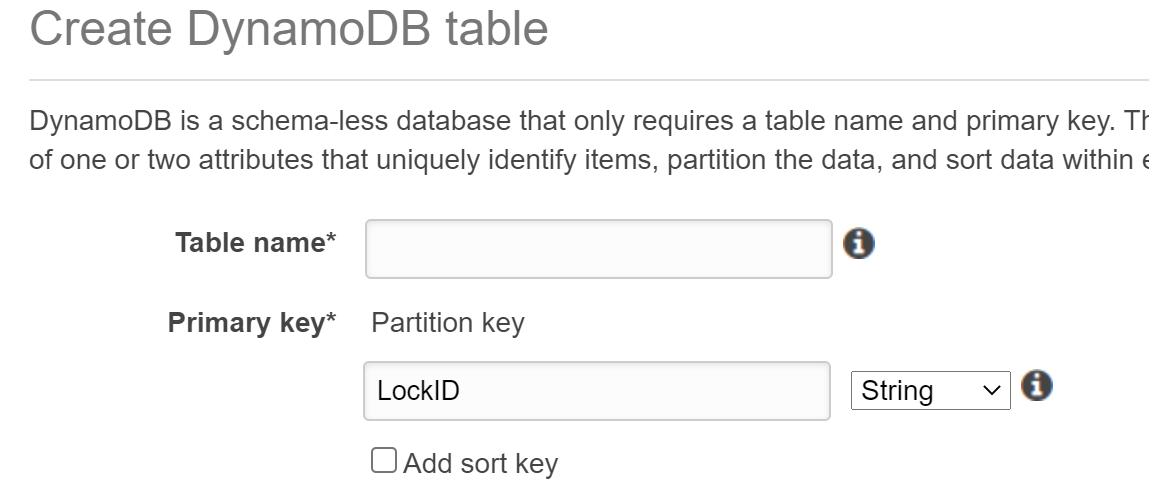 Create DynamoDB table
DynamoDB is a schema-less database that only requires a table name and primary key.
of one or two attributes that uniquely identify items, partition the data, and sort data within
Table name*
Primary key* Partition key
LockID String
Add sort key